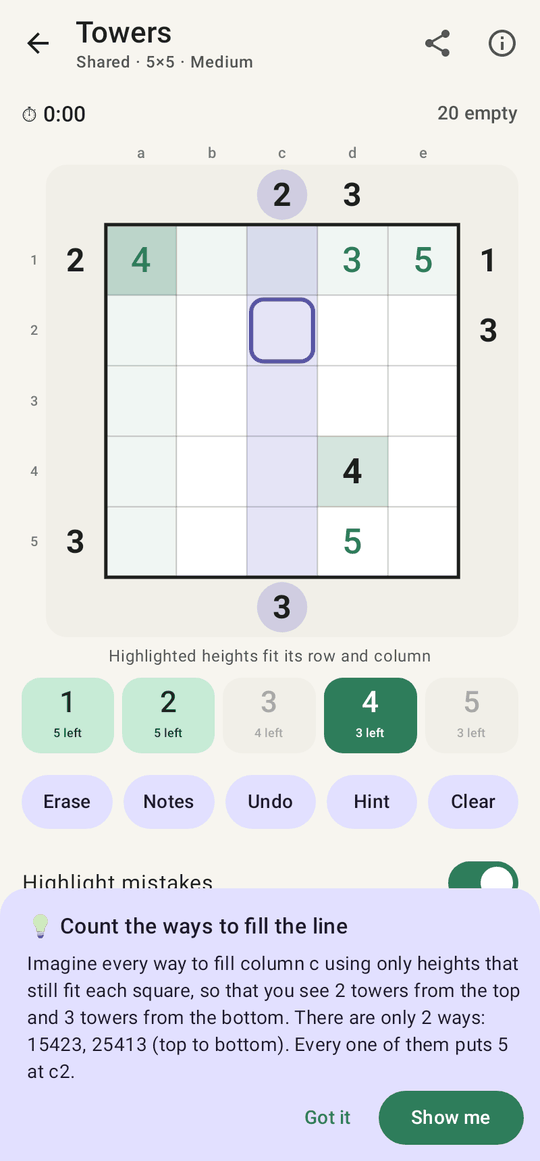 Towers
Shared · 5×5 · Medium
⏱ 0:00
20 empty
a b c d e
2 3
1 2 4 3 5 1
2 3
3
4 4
5 3 5
3
Highlighted heights fit its row and column
1 2 3 4 5
5 left 5 left 4 left 3 left 3 left
Erase Notes Undo Hint Clear
Highlight mistakes
Count the ways to fill the line
Imagine every way to fill column c using only heights that
still fit each square, so that you see 2 towers from the top
and 3 towers from the bottom. There are only 2 ways:
15423, 25413 (top to bottom). Every one of them puts 5
at c2.
Got it Show me